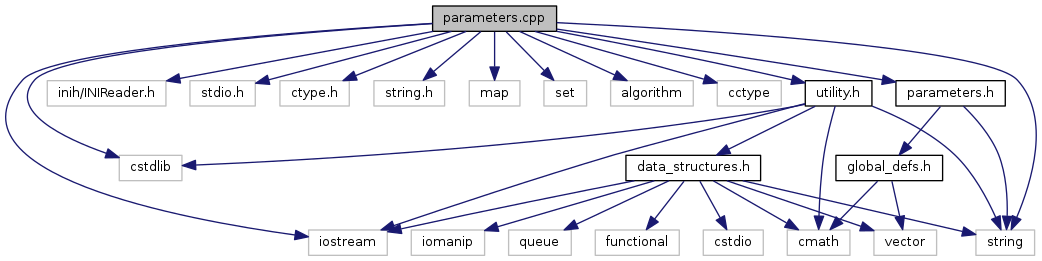 parameters.cpp
inih/INIReader.h
stdio.h
ctype.h
string.h
map
set
algorithm
cctype
utility.h
parameters.h
cstdlib
data_structures.h
global_defs.h
iostream
iomanip
queue
functional
cstdio
cmath
vector
string